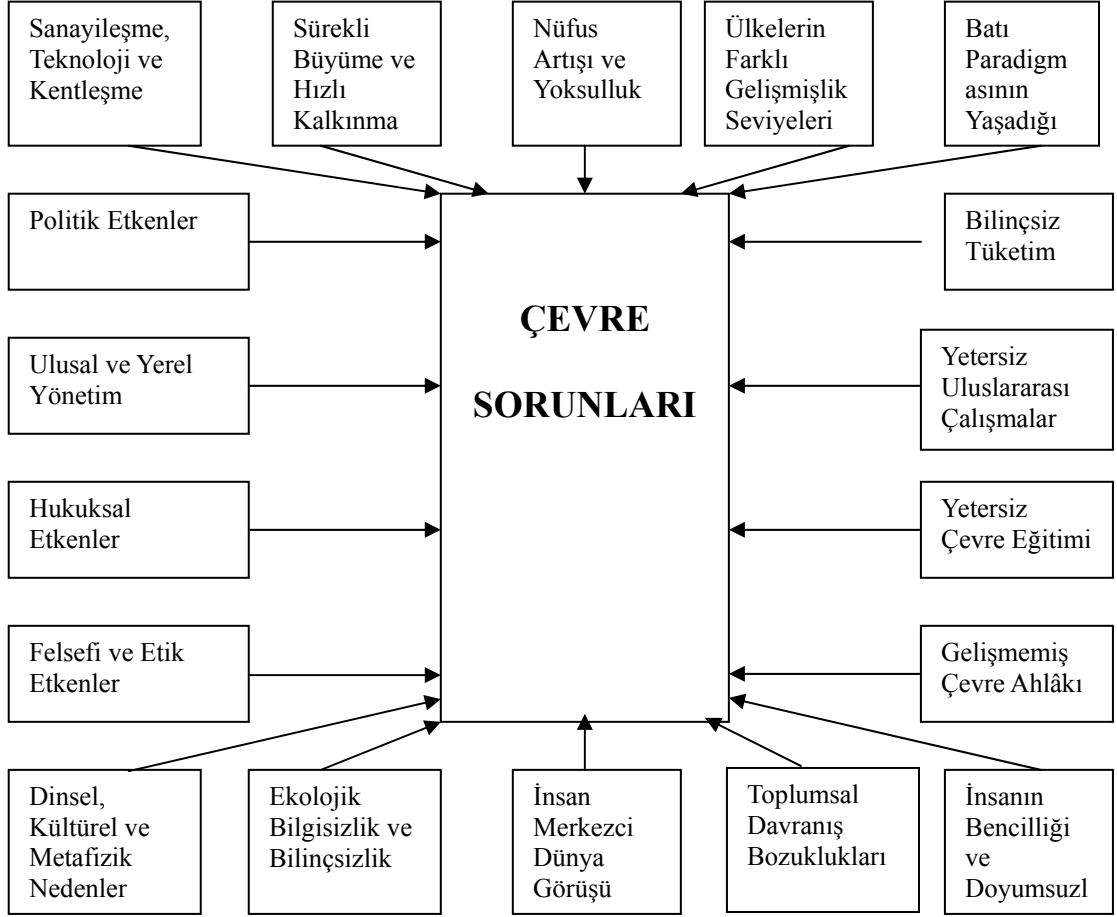 Sanayileşme,
Teknoloji ve
Kentleşme
Sürekli
Büyüme ve
Hızlı
Kalkınma
Nüfus
Artışı ve
Yoksulluk
Ülkelerin
Farklı
Gelişmişlik
Seviyeleri
Batı
Paradigm
asının
Yaşadığı
Politik Etkenler
Bilinçsiz
Tüketim
ÇEVRE
SORUNLARI
Ulusal ve Yerel
Yönetim
Yetersiz
Uluslararası
Çalışmalar
Hukuksal
Etkenler
Yetersiz
Çevre Eğitimi
Felsefi ve Etik
Etkenler
Gelişmemiş
Çevre Ahlâkı
Dinsel,
Kültürel ve
Metafizik
Nedenler
Ekolojik
Bilgisizlik ve
Bilinçsizlik
İnsan
Merkezci
Dünya
Görüşü
Toplumsal
Davranış
Bozuklukları
İnsanın
Bencilliği
ve
Doyumsuzl